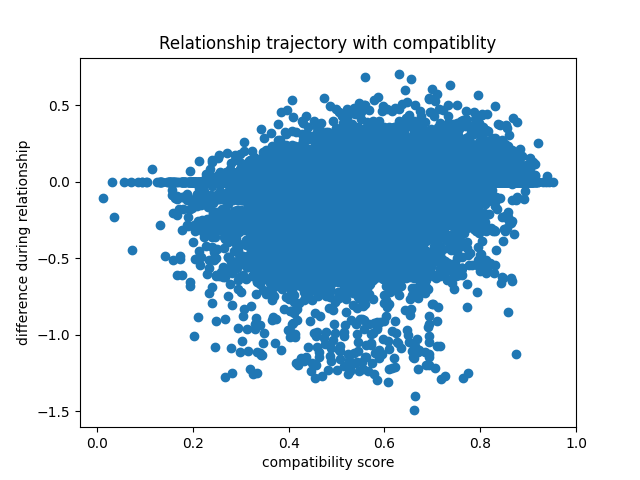 Relationship trajectory with compatiblity
difference during relationship
0.5
0.0
−0.5
−1.0
−1.5
0.0 0.2 0.4 0.6 0.8 1.0
compatibility score